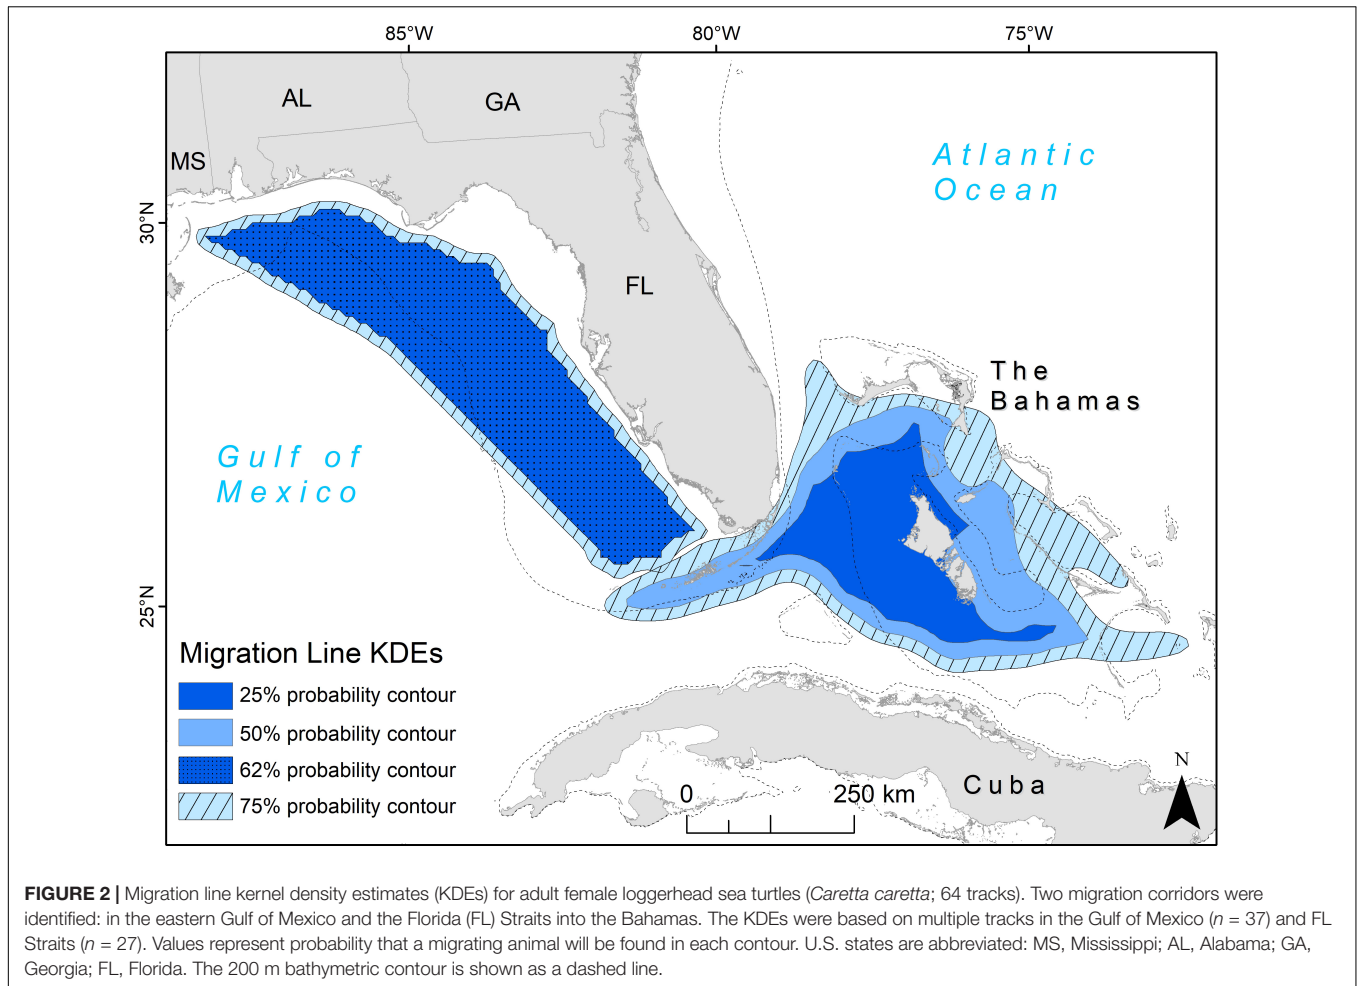 85°W 80°W 75°W
AL
GA
MS
Atlantic
Ocean
30°N
FL
The
Bahamas
Gulf of
Mexico
25°N
Migration Line KDEs
25% probability contour
50% probability contour
62% probability contour
75% probability contour
N
Cuba
0 250 km
FIGURE 2 | Migration line kernel density estimates (KDEs) for adult female loggerhead sea turtles (Caretta caretta; 64 tracks). Two migration corridors were
identified: in the eastern Gulf of Mexico and the Florida (FL) Straits into the Bahamas. The KDEs were based on multiple tracks in the Gulf of Mexico (n = 37) and FL
Straits (n = 27). Values represent probability that a migrating animal will be found in each contour. U.S. states are abbreviated: MS, Mississippi; AL, Alabama; GA,
Georgia; FL, Florida. The 200 m bathymetric contour is shown as a dashed line.